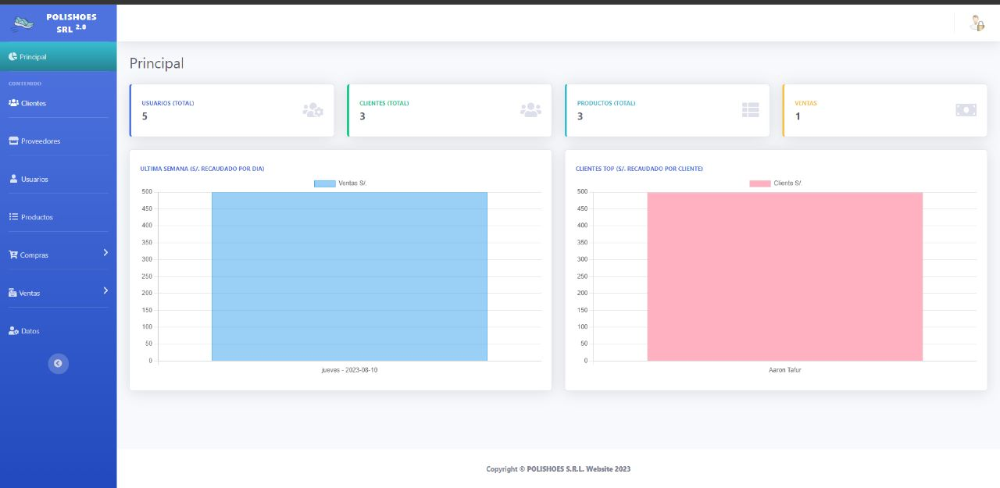 POLISHOES
SRL 2.0
Principal
CONTENIDO
Clientes
Proveedores
Usuarios
Productos
Compras
Ventas
Datos
Principal
USUARIOS (TOTAL)
5
CLIENTES (TOTAL)
3
PRODUCTOS (TOTAL)
3
VENTAS
1
ULTIMA SEMANA (S/. RECAUDADO POR DIA)
Ventas S/.
500
450
400
350
300
250
200
150
100
50
0
jueves - 2023-08-10
CLIENTES TOP (S/. RECAUDADO POR CLIENTE)
Cliente S/.
500
450
400
350
300
250
200
150
100
50
0
Aaron Tafur
Copyright © POLISHOES S.R.L. Website 2023